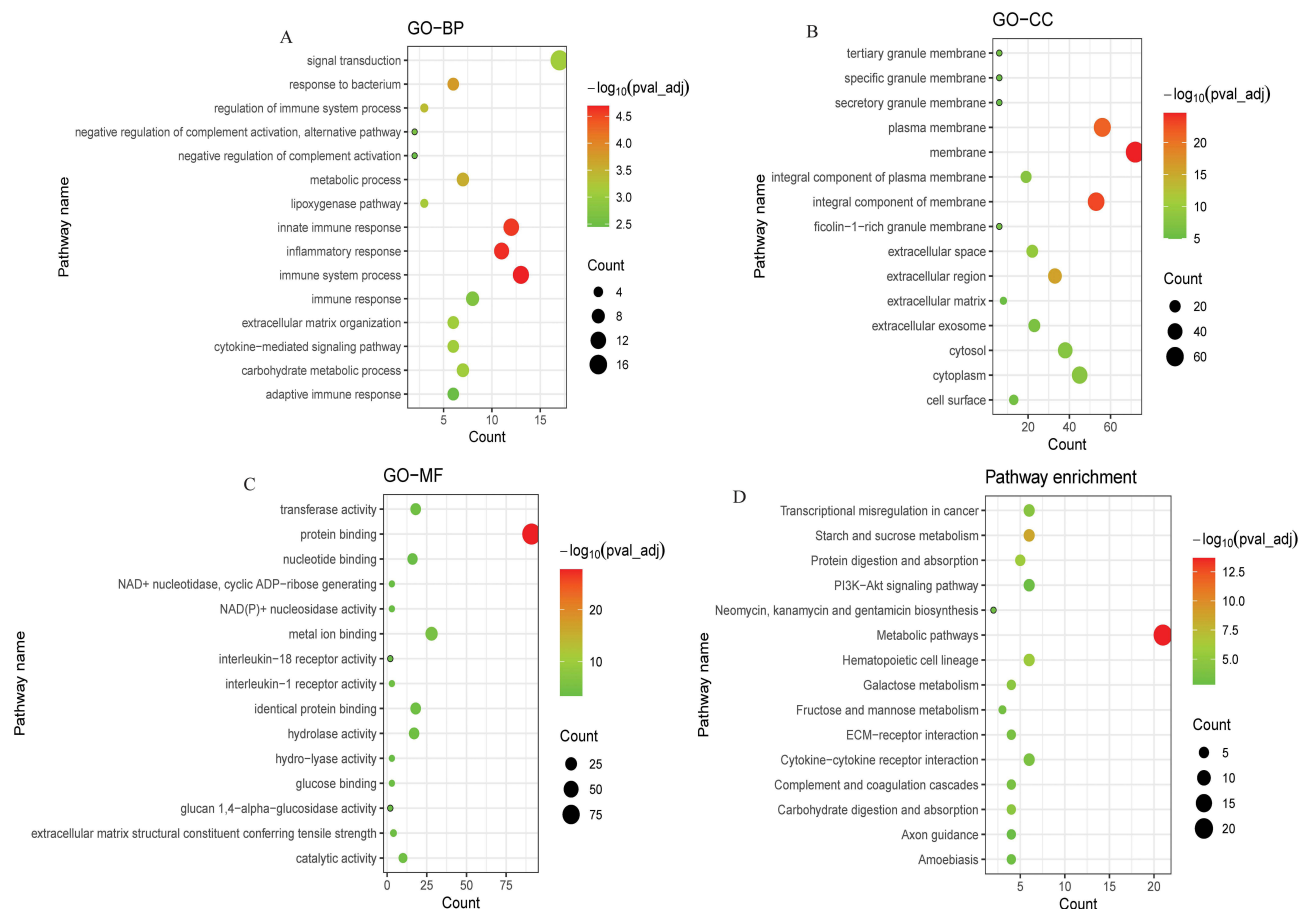 A
GO−BP
Pathway name
signal transduction
response to bacterium
regulation of immune system process
negative regulation of complement activation, alternative pathway
negative regulation of complement activation
metabolic process
lipoxygenase pathway
innate immune response
inflammatory response
immune system process
immune response
extracellular matrix organization
cytokine−mediated signaling pathway
carbohydrate metabolic process
adaptive immune response
5 10 15
Count
−log10(pval_adj)
4.5
4.0
3.5
3.0
2.5
Count
4
8
12
16
B
GO−CC
Pathway name
tertiary granule membrane
specific granule membrane
secretory granule membrane
plasma membrane
membrane
integral component of plasma membrane
integral component of membrane
ficolin−1−rich granule membrane
extracellular space
extracellular region
extracellular matrix
extracellular exosome
cytosol
cytoplasm
cell surface
20 40 60
Count
−log10(pval_adj)
20
15
10
5
Count
20
40
60
C
GO−MF
Pathway name
transferase activity
protein binding
nucleotide binding
NAD+ nucleotidase, cyclic ADP−ribose generating
NAD(P)+ nucleosidase activity
metal ion binding
interleukin−18 receptor activity
interleukin−1 receptor activity
identical protein binding
hydrolase activity
hydro−lyase activity
glucose binding
glucan 1,4−alpha−glucosidase activity
extracellular matrix structural constituent conferring tensile strength
catalytic activity
0 25 50 75
Count
−log10(pval_adj)
20
10
Count
25
50
75
D
Pathway enrichment
Pathway name
Transcriptional misregulation in cancer
Starch and sucrose metabolism
Protein digestion and absorption
PI3K−Akt signaling pathway
Neomycin, kanamycin and gentamicin biosynthesis
Metabolic pathways
Hematopoietic cell lineage
Galactose metabolism
Fructose and mannose metabolism
ECM−receptor interaction
Cytokine−cytokine receptor interaction
Complement and coagulation cascades
Carbohydrate digestion and absorption
Axon guidance
Amoebiasis
5 10 15 20
Count
−log10(pval_adj)
12.5
10.0
7.5
5.0
Count
5
10
15
20